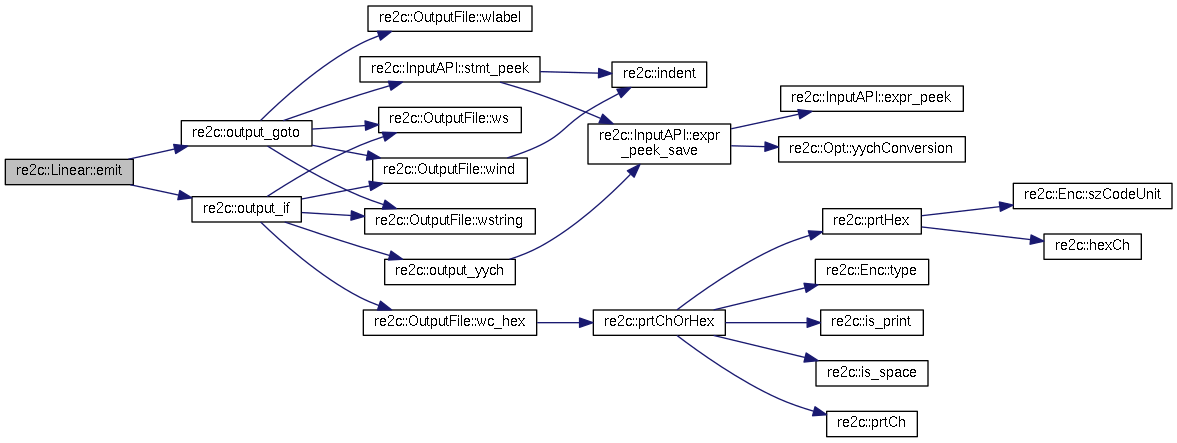 re2c::OutputFile::wlabel
re2c::InputAPI::stmt_peek
re2c::indent
re2c::InputAPI::expr_peek
re2c::OutputFile::ws
re2c::output_goto
re2c::InputAPI::expr
_peek_save
re2c::Opt::yychConversion
re2c::Linear::emit
re2c::OutputFile::wind
re2c::Enc::szCodeUnit
re2c::output_if
re2c::OutputFile::wstring
re2c::prtHex
re2c::hexCh
re2c::output_yych
re2c::Enc::type
re2c::OutputFile::wc_hex
re2c::prtChOrHex
re2c::is_print
re2c::is_space
re2c::prtCh